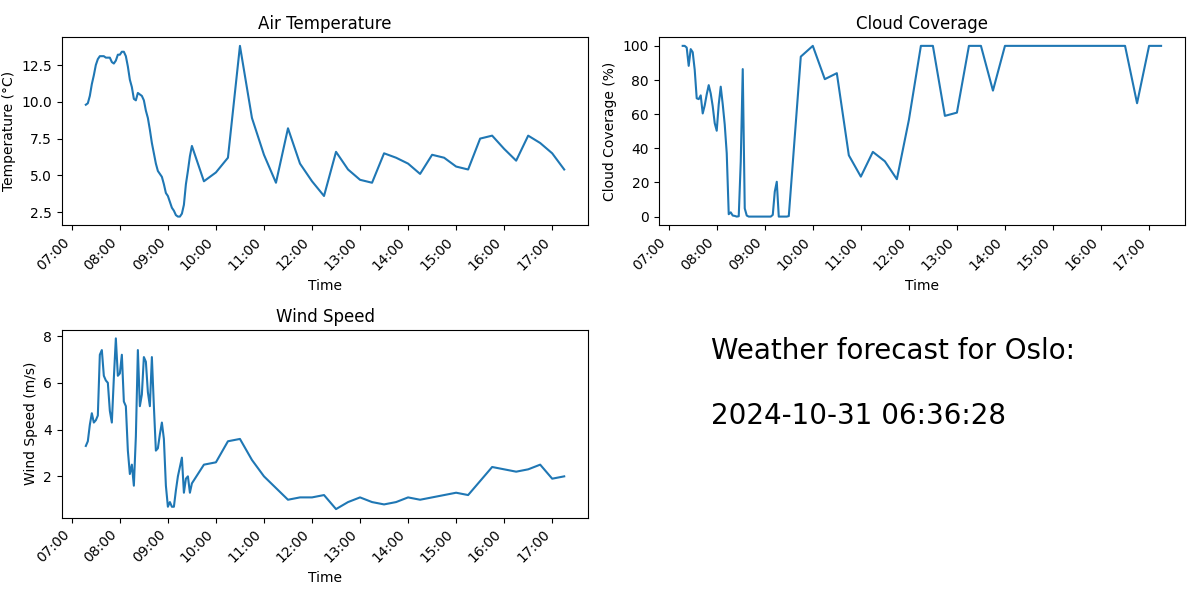 Air Temperature
Temperature (°C)
12.5
10.0
7.5
5.0
2.5
07:00 08:00 09:00 10:00 11:00 12:00 13:00 14:00 15:00 16:00 17:00
Time
Cloud Coverage
Cloud Coverage (%)
100
80
60
40
20
0
07:00 08:00 09:00 10:00 11:00 12:00 13:00 14:00 15:00 16:00 17:00
Time
Wind Speed
Wind Speed (m/s)
8
6
4
2
07:00 08:00 09:00 10:00 11:00 12:00 13:00 14:00 15:00 16:00 17:00
Time
Weather forecast for Oslo:
2024-10-31 06:36:28